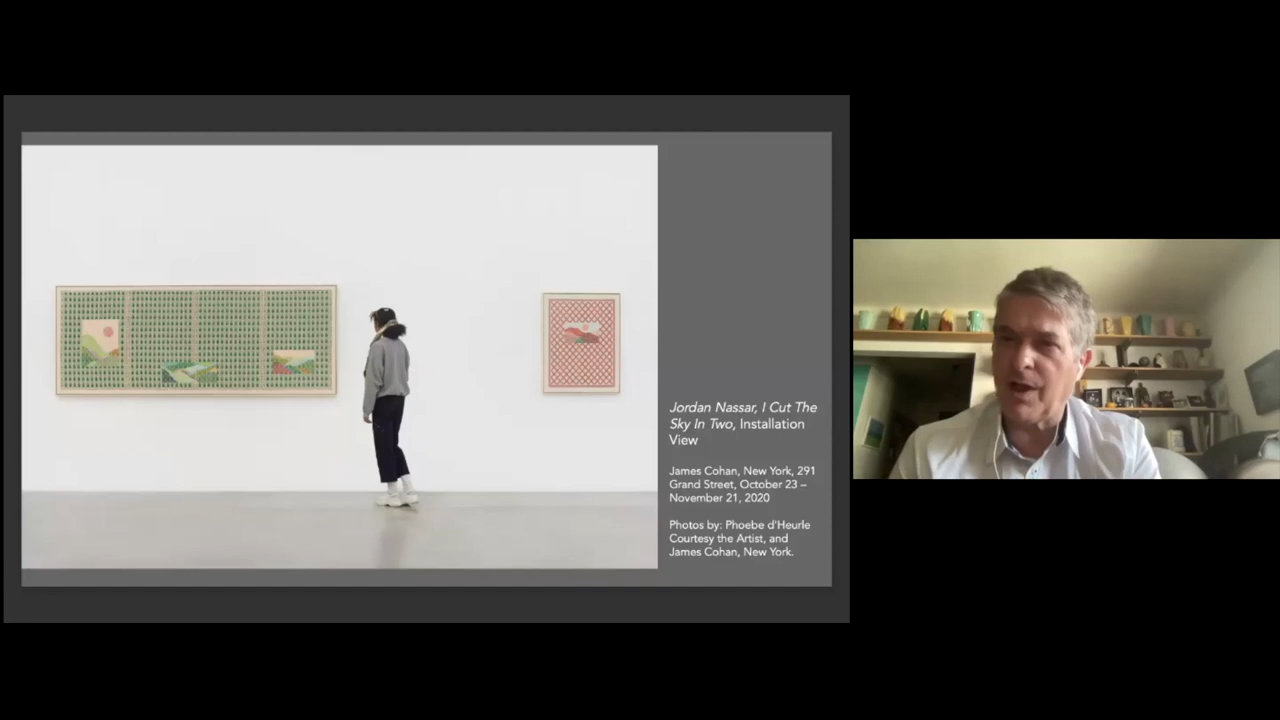 Jordan Nassar, I Cut The
Sky In Two, Installation
View
James Cohan, New York, 291
Grand Street, October 23 –
November 21, 2020
Photos by: Phoebe d'Heurle
Courtesy the Artist, and
James Cohan, New York.